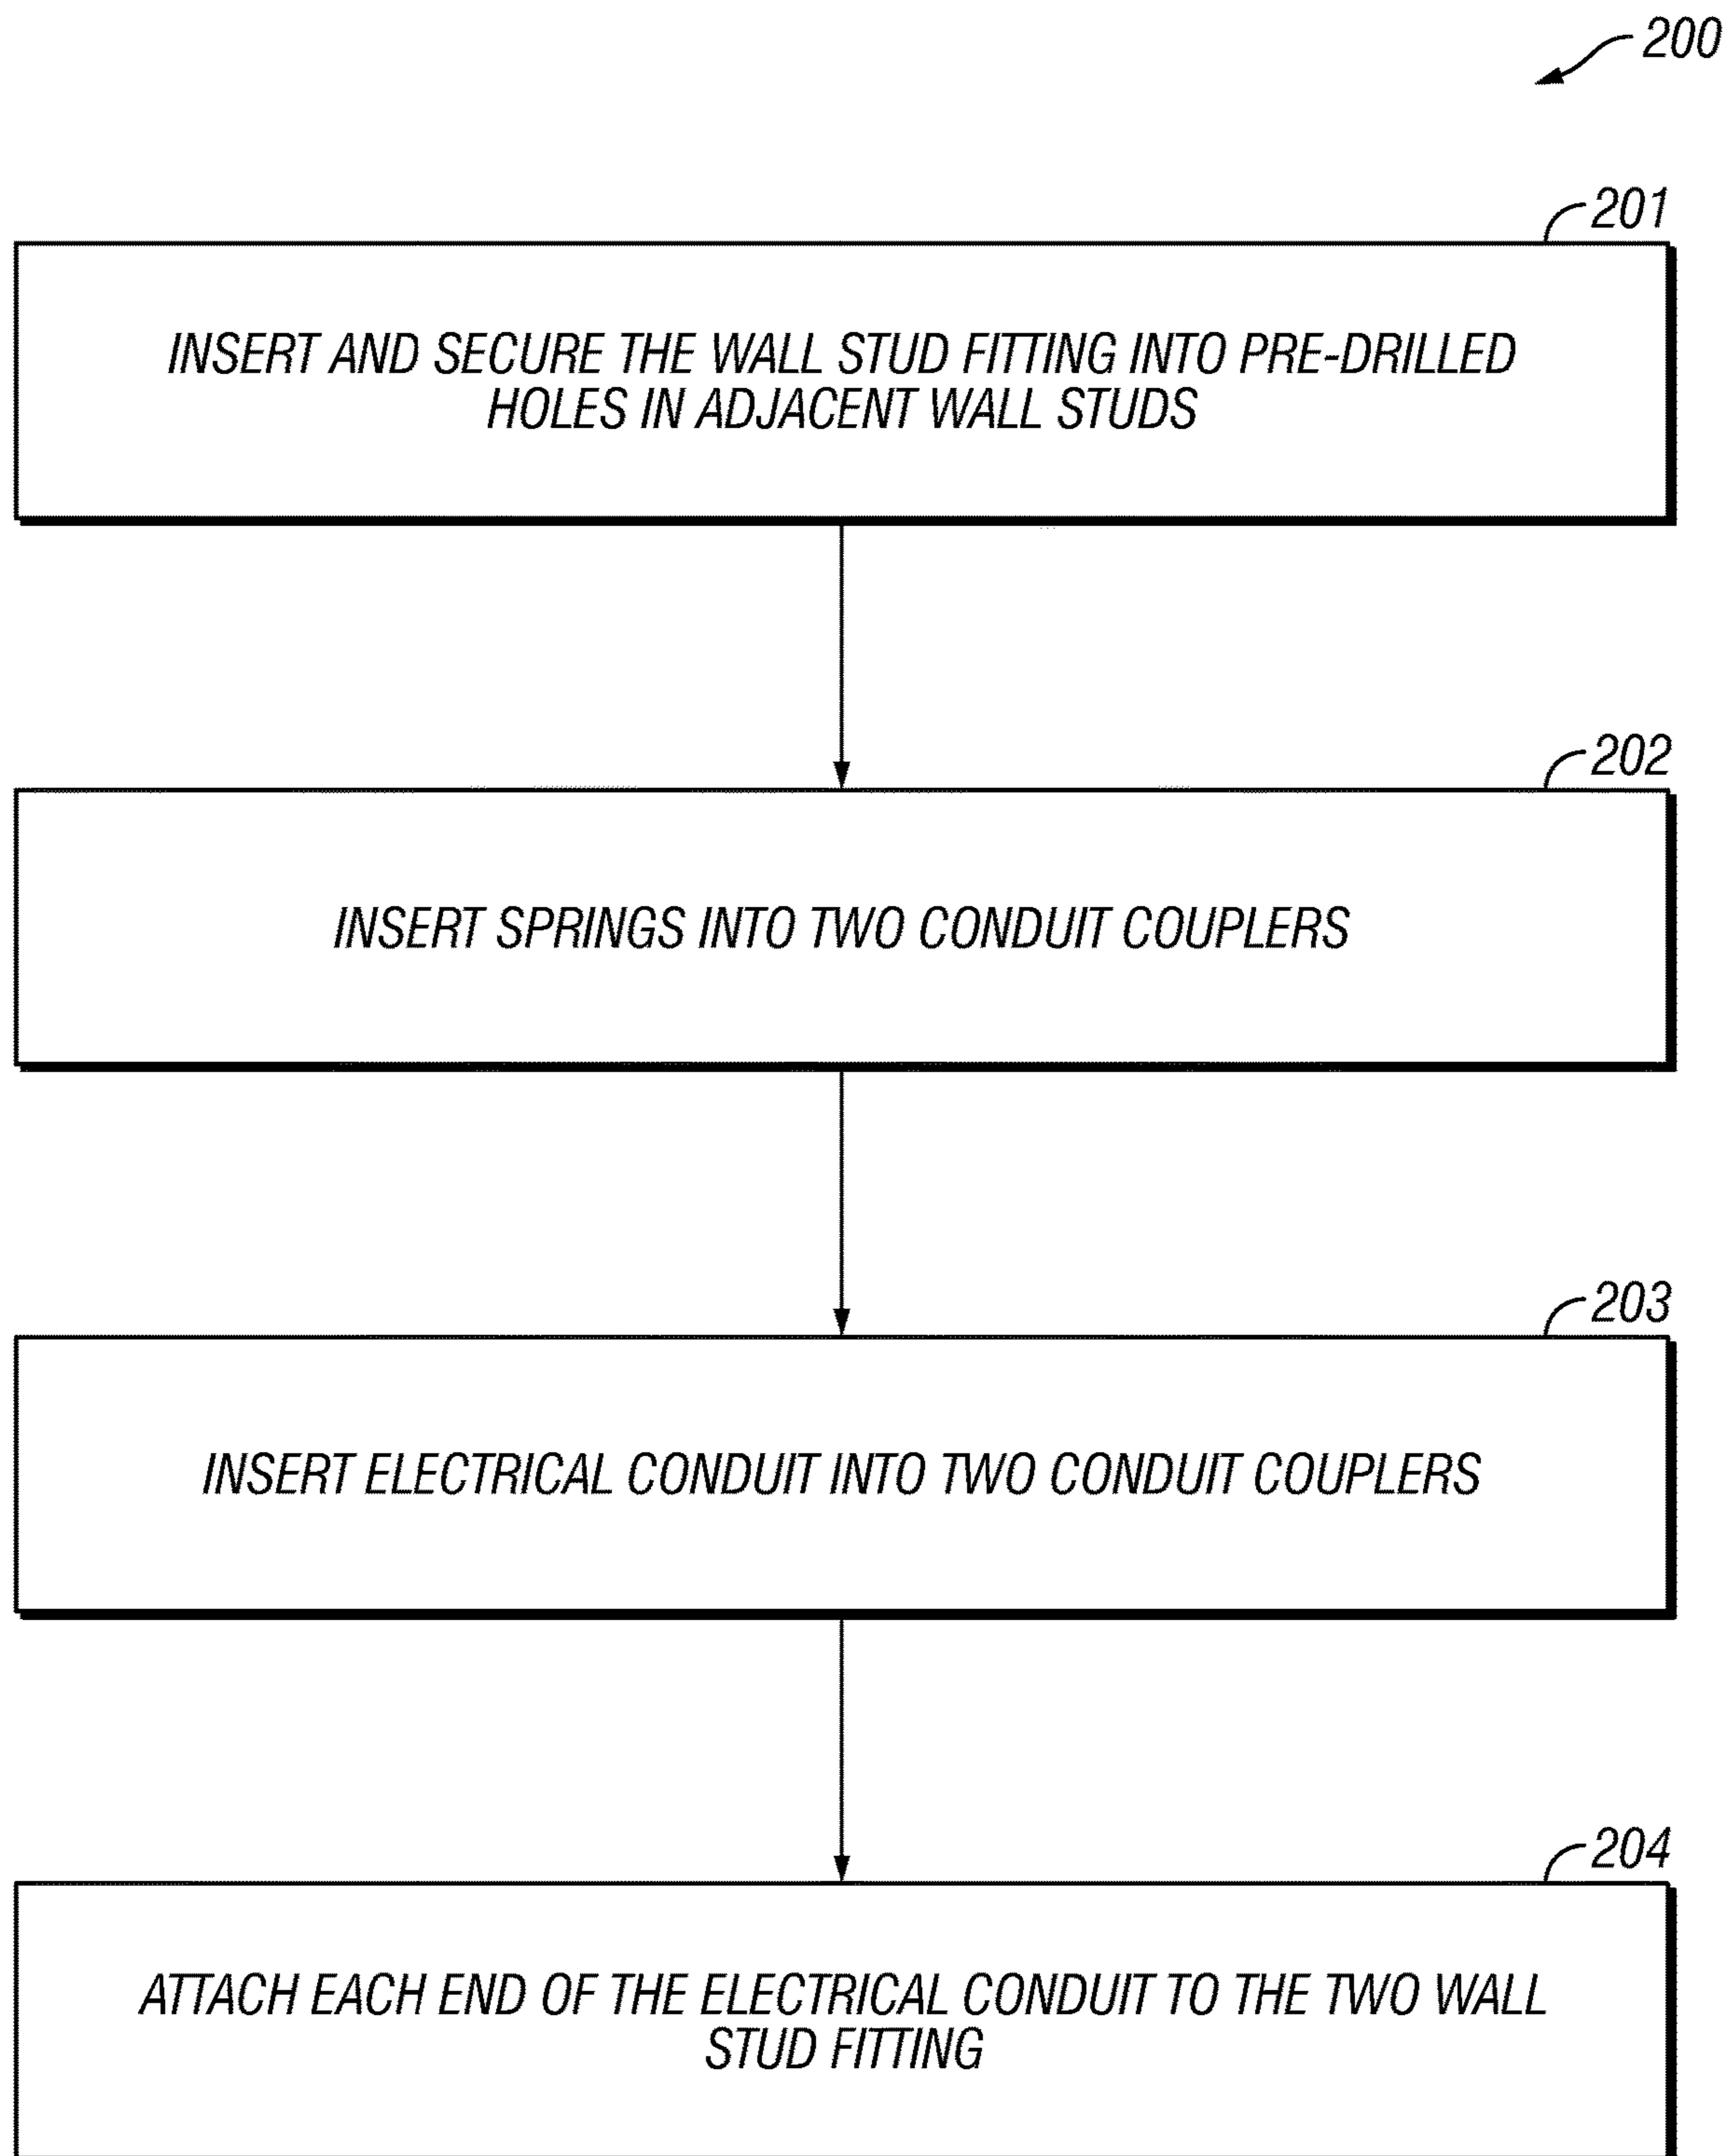 200
201
INSERT AND SECURE THE WALL STUD FITTING INTO PRE-DRILLED
HOLES IN ADJACENT WALL STUDS
202
INSERT SPRINGS INTO TWO CONDUIT COUPLERS
203
INSERT ELECTRICAL CONDUIT INTO TWO CONDUIT COUPLERS
204
ATTACH EACH END OF THE ELECTRICAL CONDUIT TO THE TWO WALL
STUD FITTING